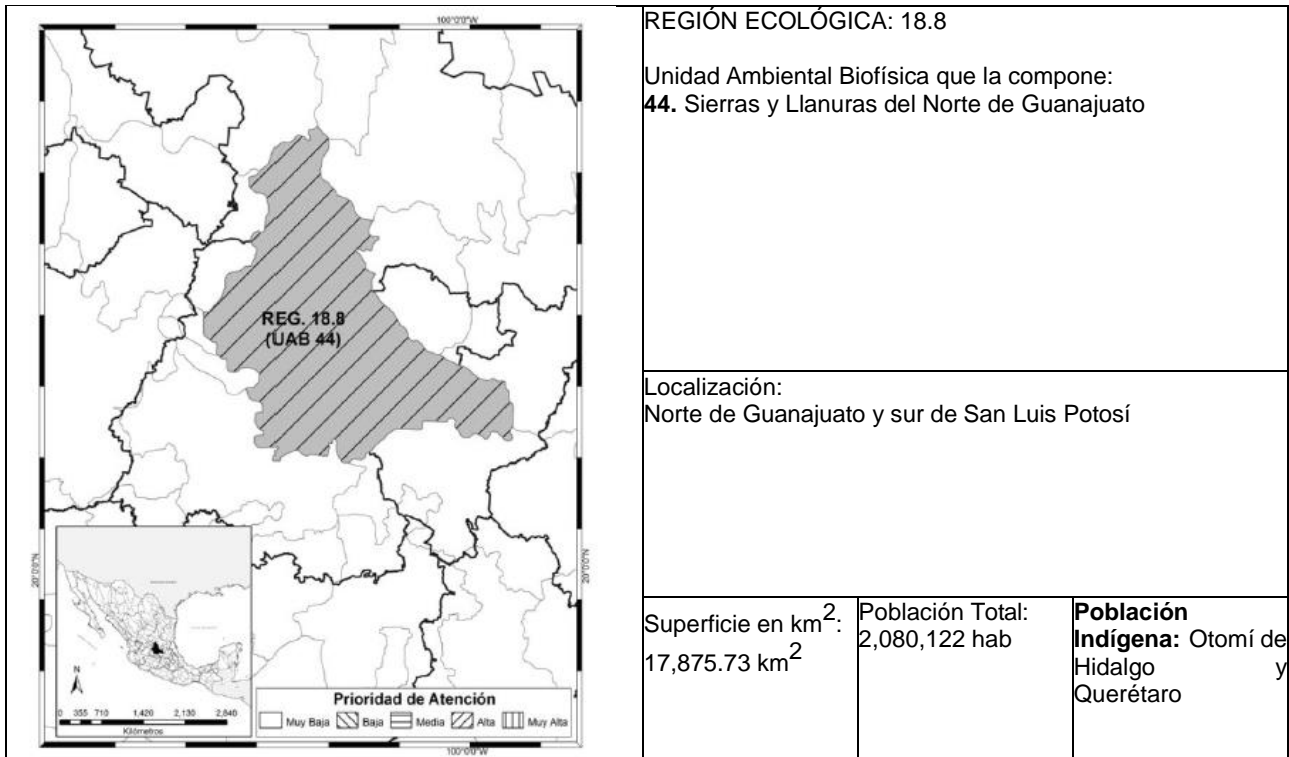 100°0'0"W
REG. 18.8
(UAB 44)
20°0'0"N
20°0'0"N
N
0 355 710 1,420 2,130 2,840
Kilómetros
Prioridad de Atención
Muy Baja Baja Media Alta Muy Alta
100°0'0"W
REGIÓN ECOLÓGICA: 18.8
Unidad Ambiental Biofísica que la compone:
44. Sierras y Llanuras del Norte de Guanajuato
Localización:
Norte de Guanajuato y sur de San Luis Potosí
Superficie en km2:
17,875.73 km2
Población Total:
2,080,122 hab
Población
Indígena: Otomí de
Hidalgo y
Querétaro